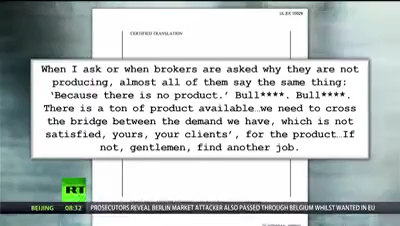 CERTIFIED TRANSLATION
When I ask or when brokers are asked why they are
producing, almost all of them say the same thing:
'Because there is no product.' Bull****. Bull****.
There is a ton of product available…we need to cross
the bridge between the demand we have, which is not
satisfied, yours, your clients', for the product…If
not, gentlemen, find another job.
RT
BEIJING 08:32 PROSECUTORS REVEAL BERLIN MARKET ATTACKER ALSO PASSED THROUGH BELGIUM WHILST WANTED IN EU